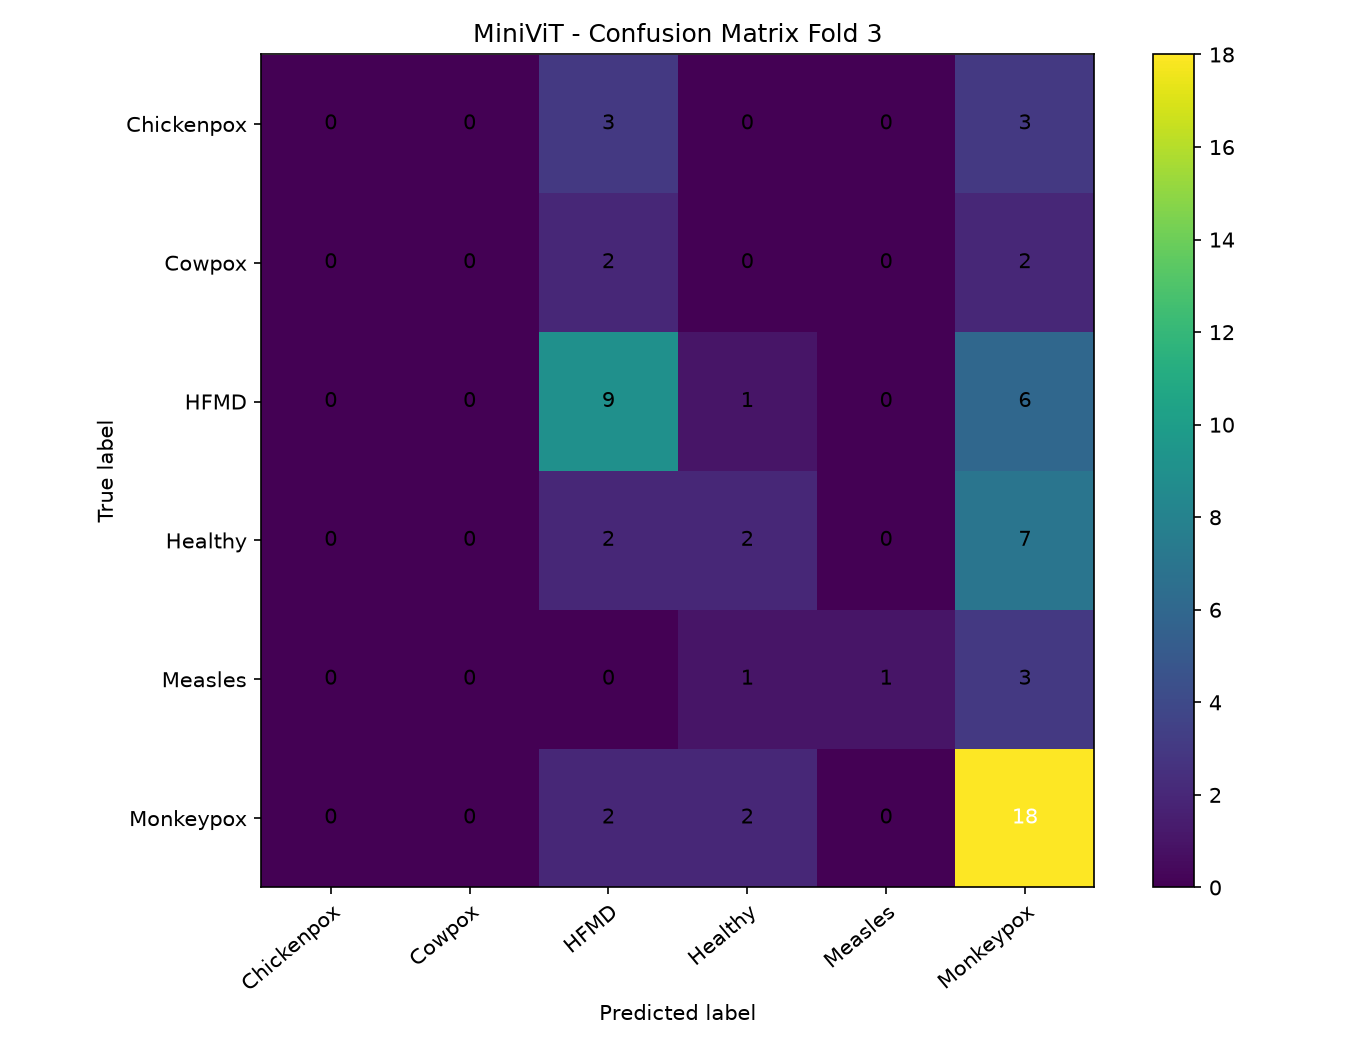 MiniViT - Confusion Matrix Fold 3
Chickenpox 0 0 3 0 0 3
Cowpox 0 0 2 0 0 2
HFMD 0 0 9 1 0 6
Healthy 0 0 2 2 0 7
Measles 0 0 0 1 1 3
Monkeypox 0 0 2 2 0 18
True label
Chickenpox Cowpox HFMD Healthy Measles Monkeypox
Predicted label
18
16
14
12
10
8
6
4
2
0